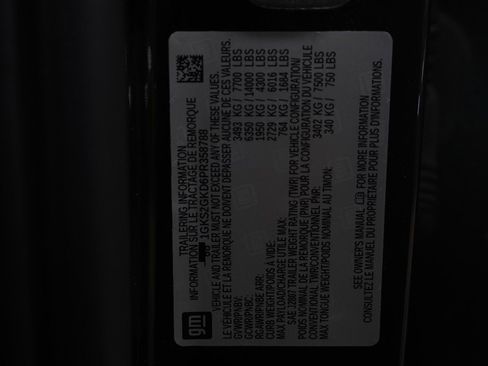 TRAILERING INFORMATION
INFORMATION SUR LE TRACTAGE DE REMORQUE
1GKS2GKD6PR358788
VEHICLE AND TRAILER MUST NOT EXCEED ANY OF THESE VALUES.
LE VÉHICULE ET LA REMORQUE NE DOIVENT DÉPASSER AUCUNE DE CES VALEURS.
GVWR/PNBV: 3493 KG / 7700 LBS
GCWR/PNBC: 6350 KG / 14000 LBS
RGAWR/PNBE ARR: 1950 KG / 4300 LBS
CURB WEIGHT/POIDS À VIDE: 2729 KG / 6016 LBS
MAX PAYLOAD/CHARGE UTILE MAX: 764 KG / 1684 LBS
SAE J2807 TRAILER WEIGHT RATING (TWR) FOR VEHICLE CONFIGURATION/
POIDS NOMINAL DE LA REMORQUE (PNR) POUR LA CONFIGURATION DU VÉHICULE
CONVENTIONAL TWR/CONVENTIONNEL PNR: 3402 KG / 7500 LBS
MAX TONGUE WEIGHT/POIDS NOMINAL AU TIMON: 340 KG / 750 LBS
SEE OWNER'S MANUAL FOR MORE INFORMATION.
CONSULTEZ LE MANUEL DU PROPRIÉTAIRE POUR PLUS D'INFORMATIONS.
gm